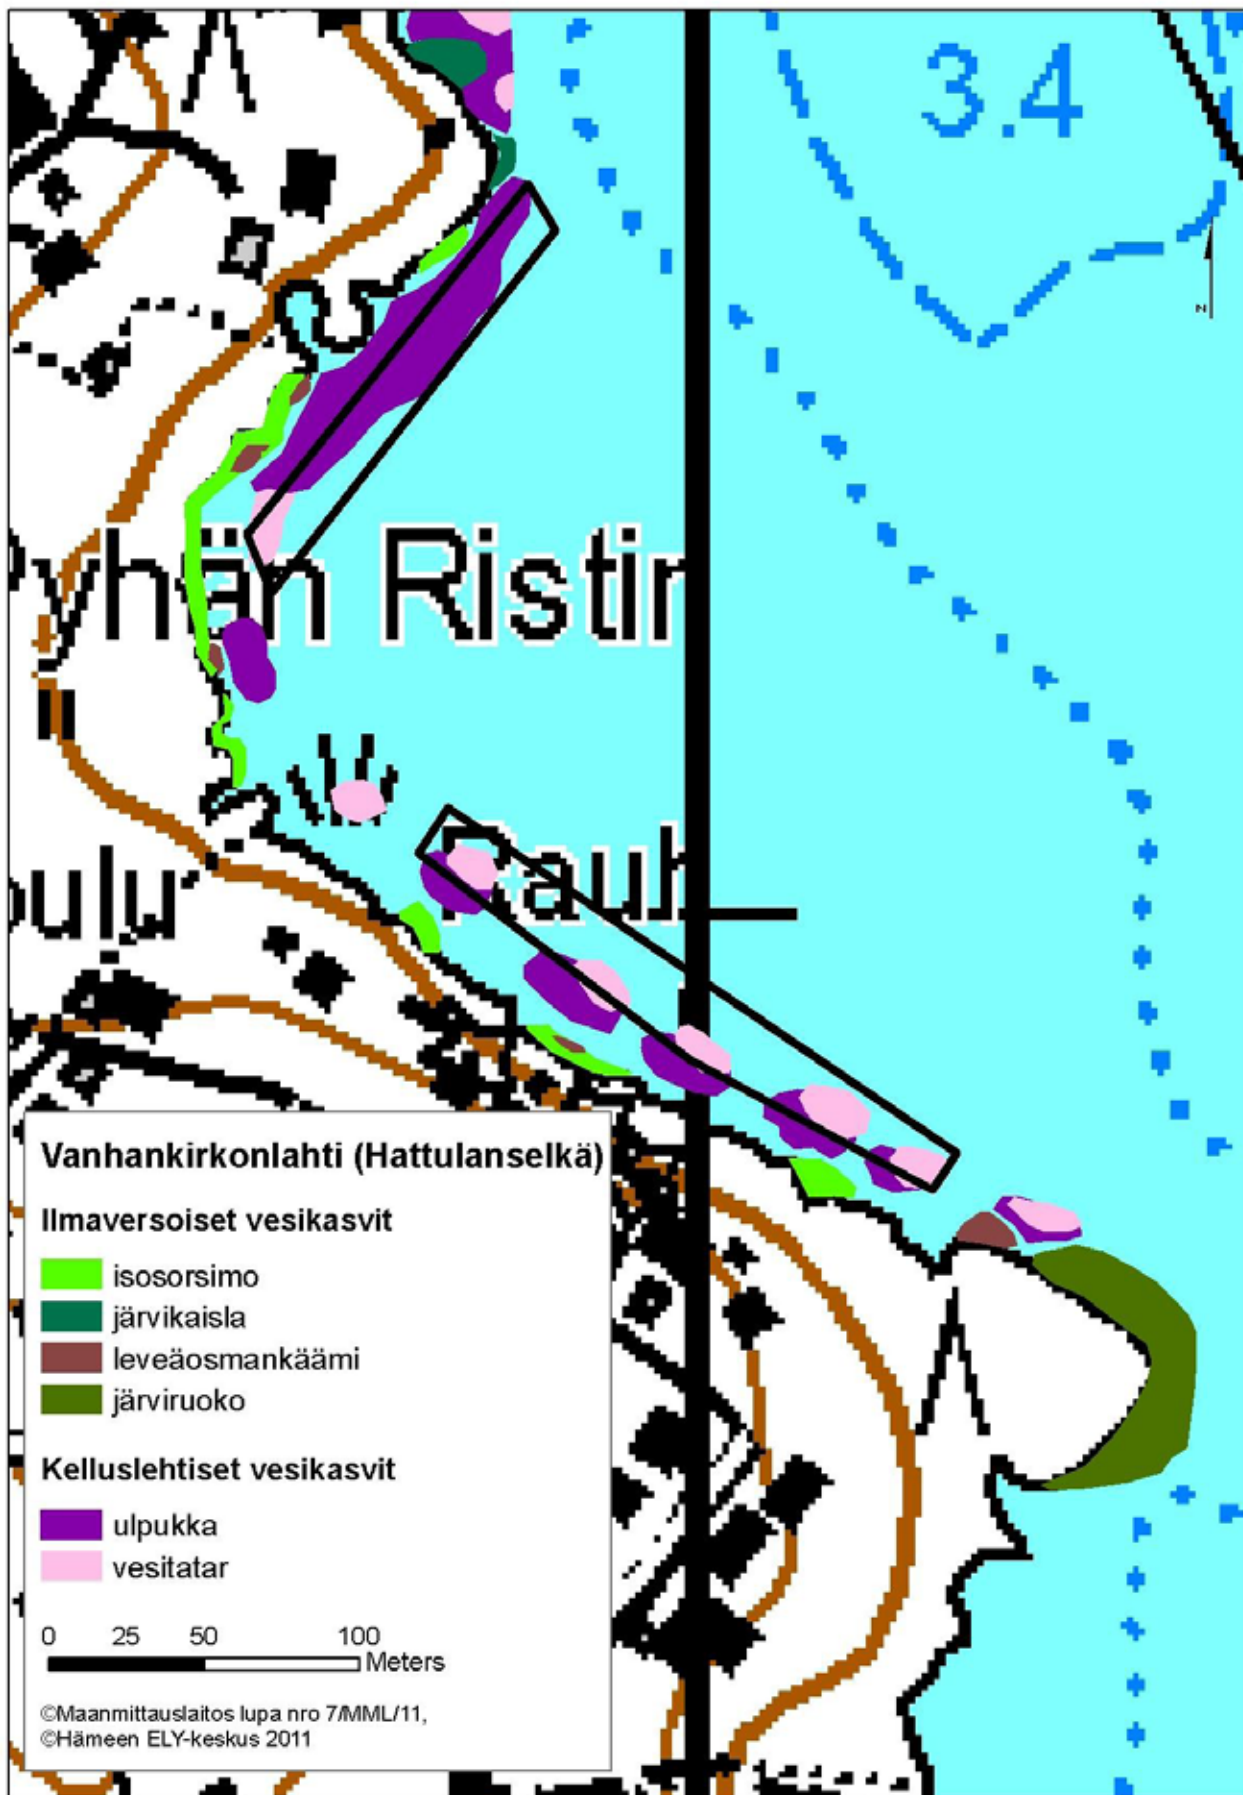 3.4
N
yhän Ristin
Rauh
oulu
Vanhankirkonlahti (Hattulanselkä)
Ilmaversoiset vesikasvit
isosorsimo
järvikaisla
leveäosmankäämi
järviruoko
Kelluslehtiset vesikasvit
ulpukka
vesitatar
0 25 50 100
Meters
©Maanmittauslaitos lupa nro 7/MML/11,
©Hämeen ELY-keskus 2011